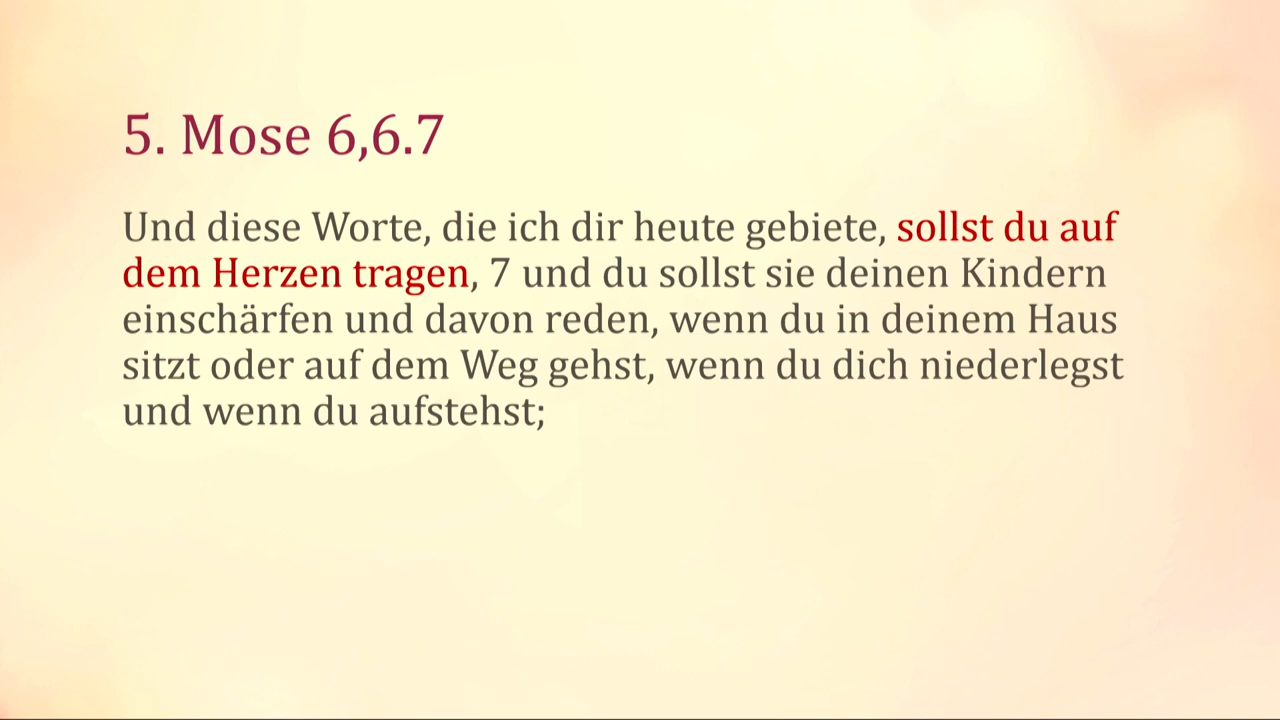 5. Mose 6,6.7
Und diese Worte, die ich dir heute gebiete, sollst du auf
dem Herzen tragen, 7 und du sollst sie deinen Kindern
einschärfen und davon reden, wenn du in deinem Haus
sitzt oder auf dem Weg gehst, wenn du dich niederlegst
und wenn du aufstehst;